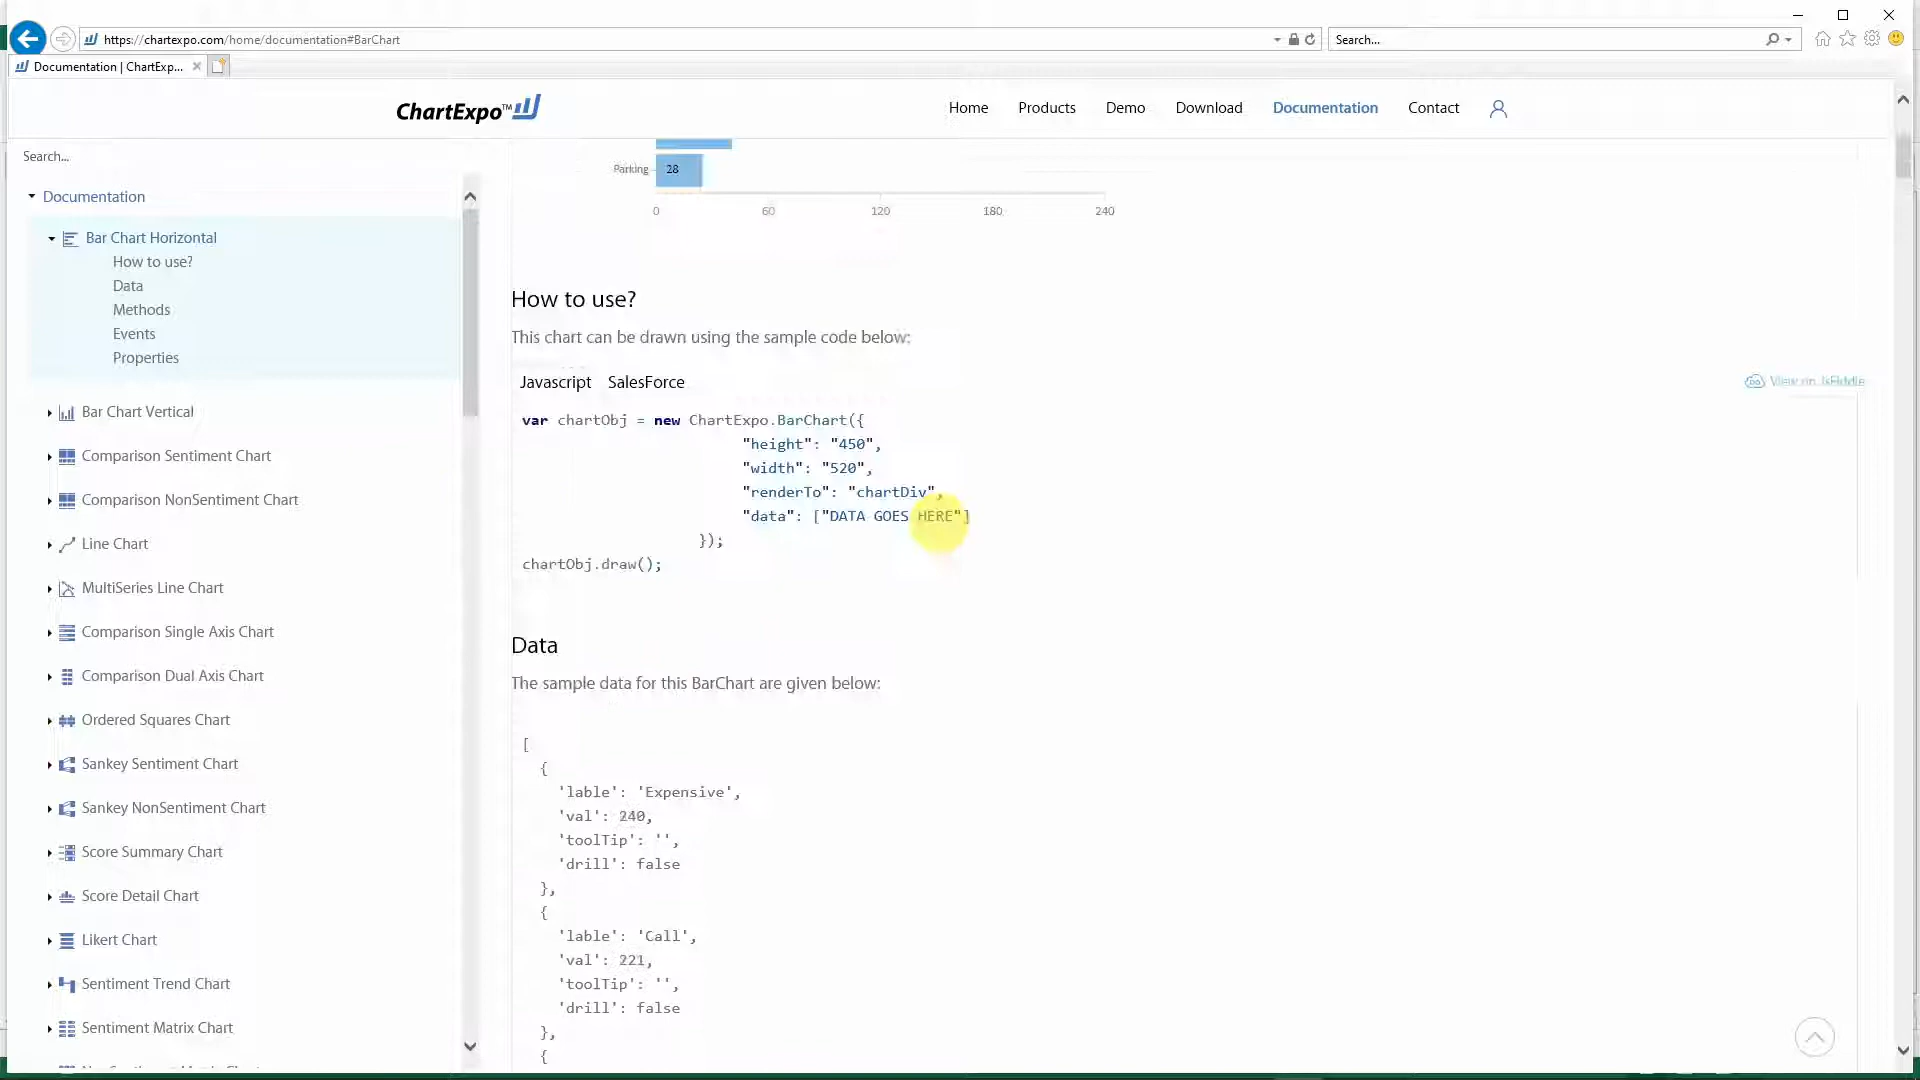 https://chartexpo.com/home/documentation#BarChart
Search...
Documentation | ChartExp...
ChartExpo™
Home
Products
Demo
Download
Documentation
Contact
Search...
Documentation
Bar Chart Horizontal
How to use?
Data
Methods
Events
Properties
Bar Chart Vertical
Comparison Sentiment Chart
Comparison NonSentiment Chart
Line Chart
MultiSeries Line Chart
Comparison Single Axis Chart
Comparison Dual Axis Chart
Ordered Squares Chart
Sankey Sentiment Chart
Sankey NonSentiment Chart
Score Summary Chart
Score Detail Chart
Likert Chart
Sentiment Trend Chart
Sentiment Matrix Chart
Parking
28
0 60 120 180 240
How to use?
This chart can be drawn using the sample code below:
Javascript SalesForce
View on JsFiddle
var chartObj = new ChartExpo.BarChart({
"height": "450",
"width": "520",
"renderTo": "chartDiv",
"data": ["DATA GOES HERE"]
});
chartObj.draw();
Data
The sample data for this BarChart are given below:
[
{
'lable': 'Expensive',
'val': 240,
'toolTip': '',
'drill': false
},
{
'lable': 'Call',
'val': 221,
'toolTip': '',
'drill': false
},
{